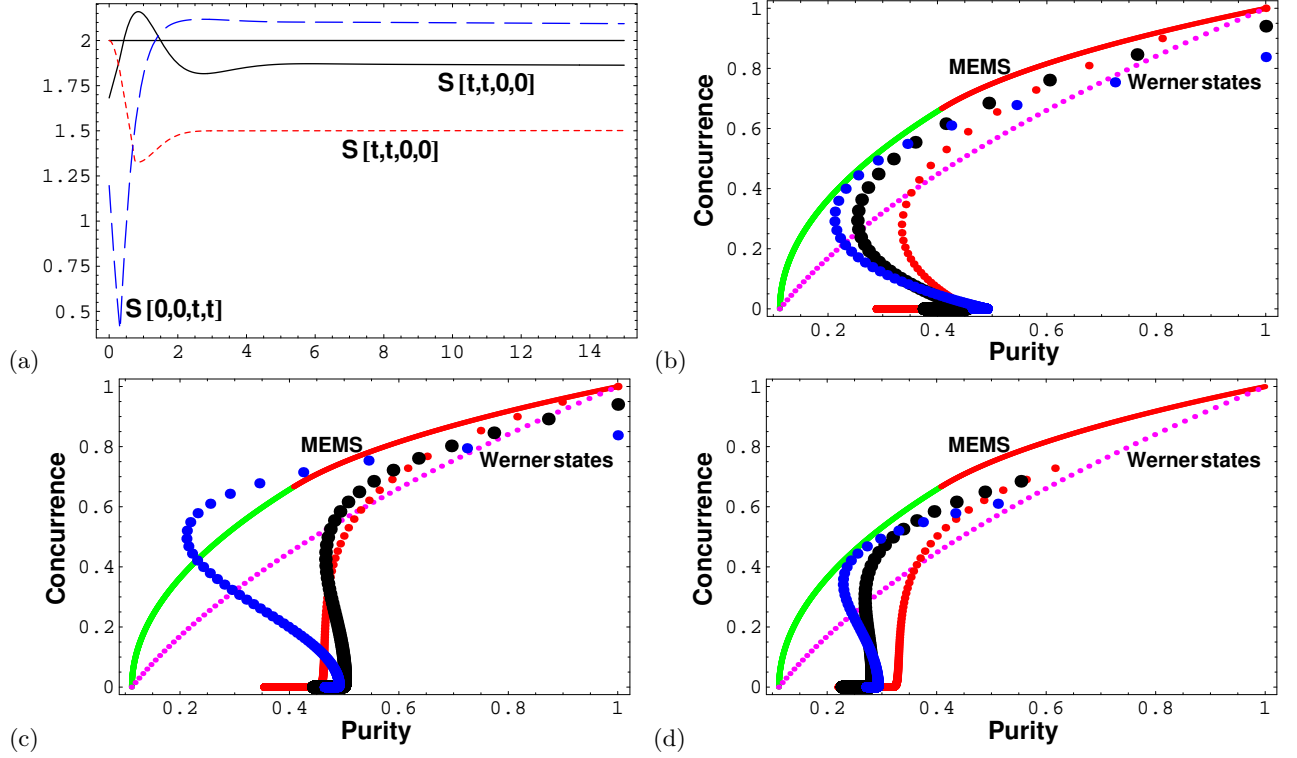 2
1.75
1.5
1.25
1
0.75
0.5
S[t,t,0,0]
S[t,t,0,0]
S[0,0,t,t]
0 2 4 6 8 10 12 14
(a)
1
0.8
0.6
0.4
0.2
0
Concurrence
MEMS
Werner states
0.2 0.4 0.6 0.8 1
Purity
(b)
1
0.8
0.6
0.4
0.2
0
Concurrence
MEMS
Werner states
0.2 0.4 0.6 0.8 1
Purity
(c)
1
0.8
0.6
0.4
0.2
0
Concurrence
MEMS
Werner states
0.2 0.4 0.6 0.8 1
Purity
(d)